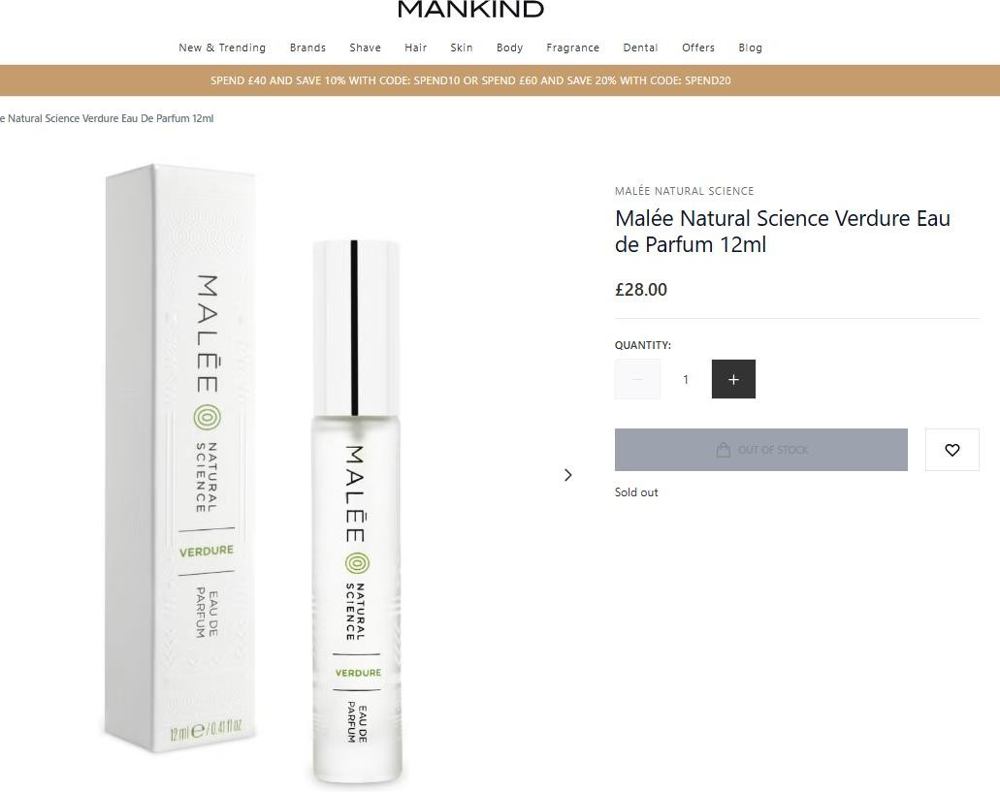 MANKIND
New & Trending Brands Shave Hair Skin Body Fragrance Dental Offers Blog
SPEND £40 AND SAVE 10% WITH CODE: SPEND10 OR SPEND £60 AND SAVE 20% WITH CODE: SPEND20
e Natural Science Verdure Eau De Parfum 12ml
MALÉE
NATURAL
SCIENCE
VERDURE
EAU DE
PARFUM
12 ml e / 0.41 fl oz
MALÉE
NATURAL
SCIENCE
VERDURE
EAU DE
PARFUM
MALÉE NATURAL SCIENCE
Malée Natural Science Verdure Eau
de Parfum 12ml
£28.00
QUANTITY:
− 1 +
OUT OF STOCK
Sold out